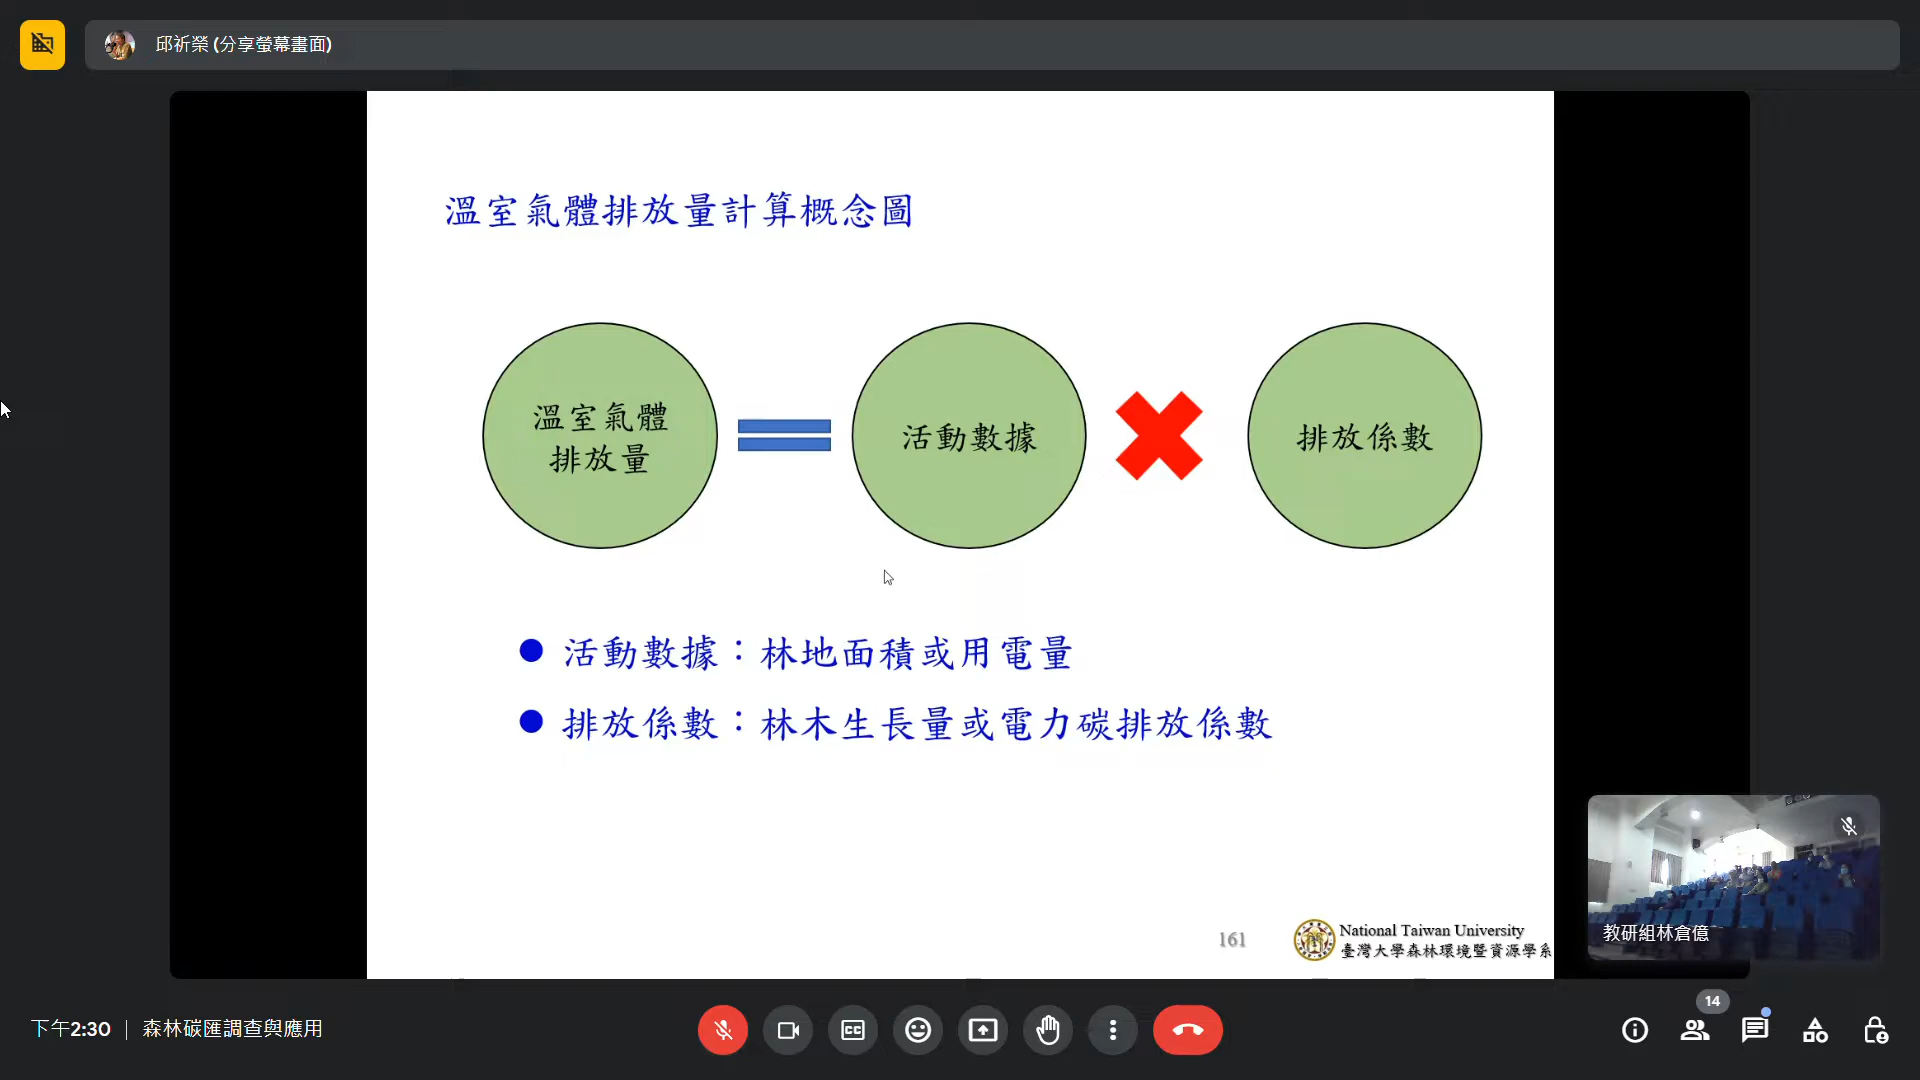 邱祈榮 (分享螢幕畫面)
溫室氣體排放量計算概念圖
溫室氣體
排放量
活動數據
排放係數
活動數據：林地面積或用電量
排放係數：林木生長量或電力碳排放係數
161
National Taiwan University
臺灣大學森林環境暨資源學系
教研組林倉億
下午2:30 | 森林碳匯調查與應用
CC
14